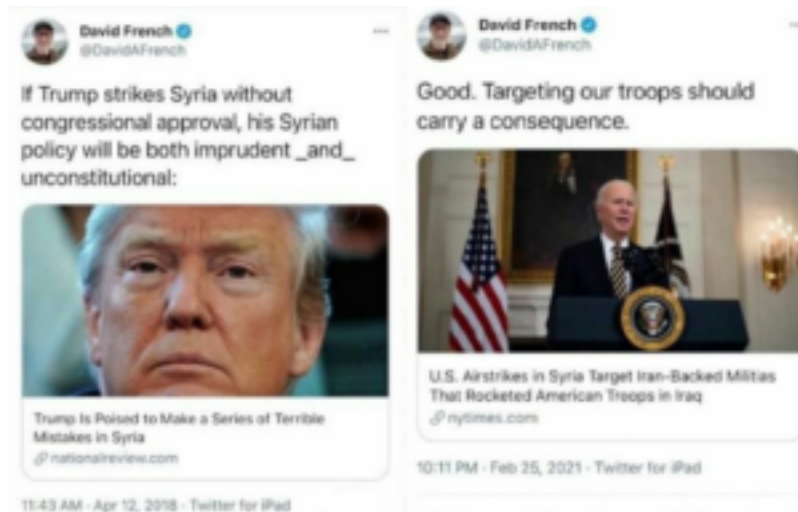 David French
@DavidAFrench
If Trump strikes Syria without
congressional approval, his Syrian
policy will be both imprudent _and_
unconstitutional:
Trump Is Poised to Make a Series of Terrible
Mistakes in Syria
nationalreview.com
11:43 AM · Apr 12, 2018 · Twitter for iPad
David French
@DavidAFrench
Good. Targeting our troops should
carry a consequence.
U.S. Airstrikes in Syria Target Iran-Backed Militias
That Rocketed American Troops in Iraq
nytimes.com
10:11 PM · Feb 25, 2021 · Twitter for iPad